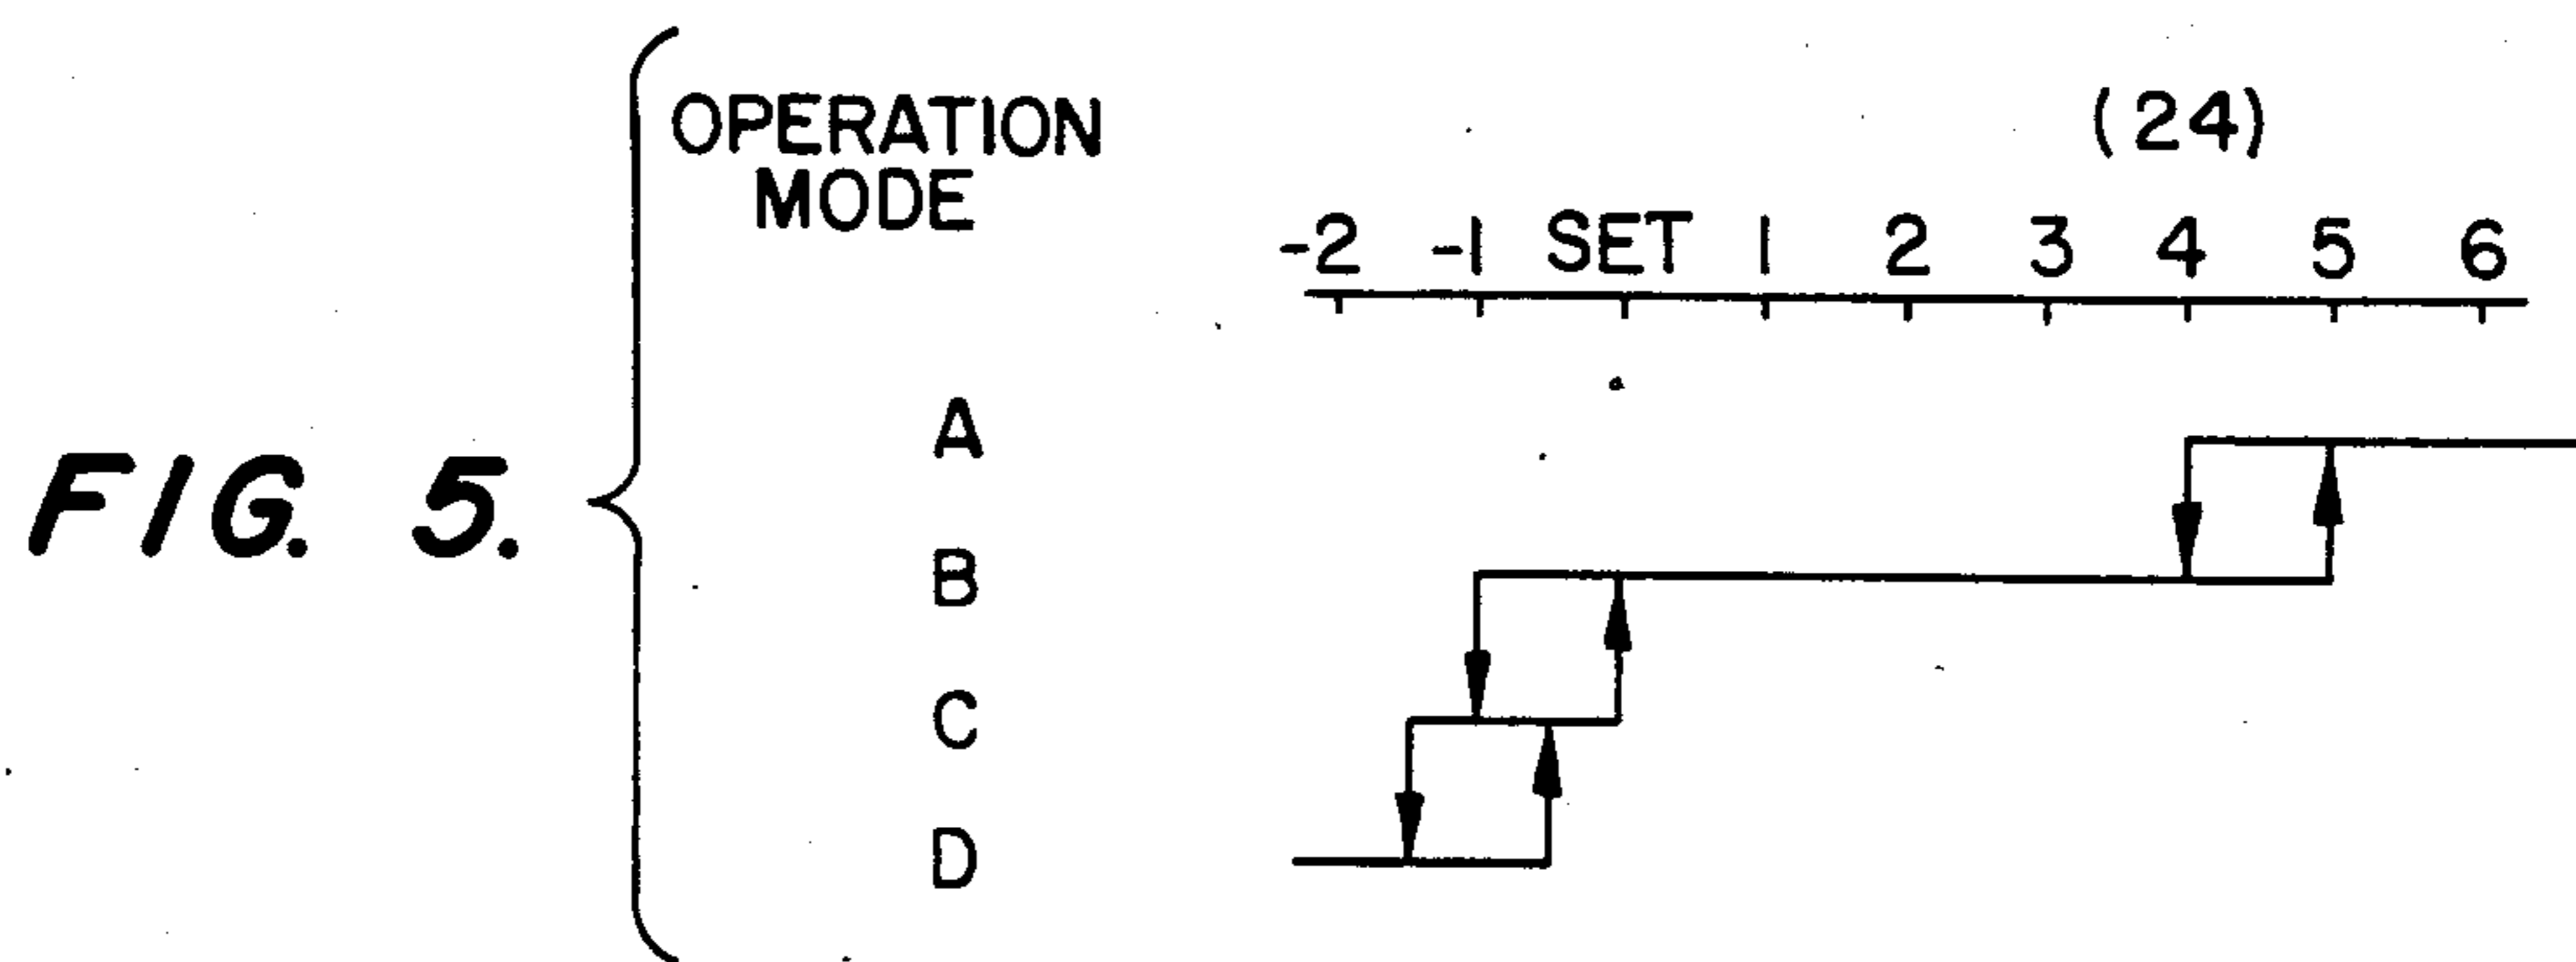 OPERATION
MODE
(24)
-2 -1 SET 1 2 3 4 5 6
A
FIG. 5.
B
C
D